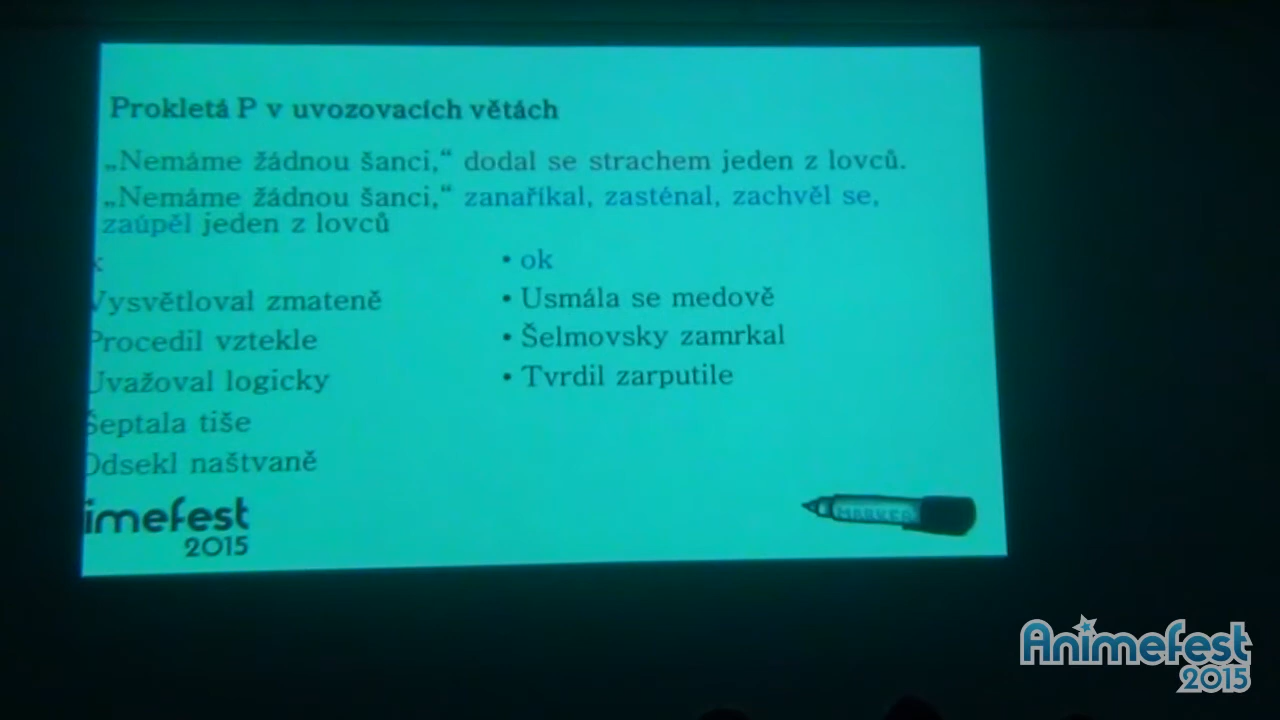 Prokletá P v uvozovacích větách
„Nemáme žádnou šanci,“ dodal se strachem jeden z lovců.
„Nemáme žádnou šanci,“ zanaříkal, zasténal, zachvěl se,
zaúpěl jeden z lovců
k
Vysvětloval zmateně
Procedil vztekle
Uvažoval logicky
Šeptala tiše
Odsekl naštvaně
• ok
• Usmála se medově
• Šelmovsky zamrkal
• Tvrdil zarputile
imefest
2015
MARKER
Animefest
2015